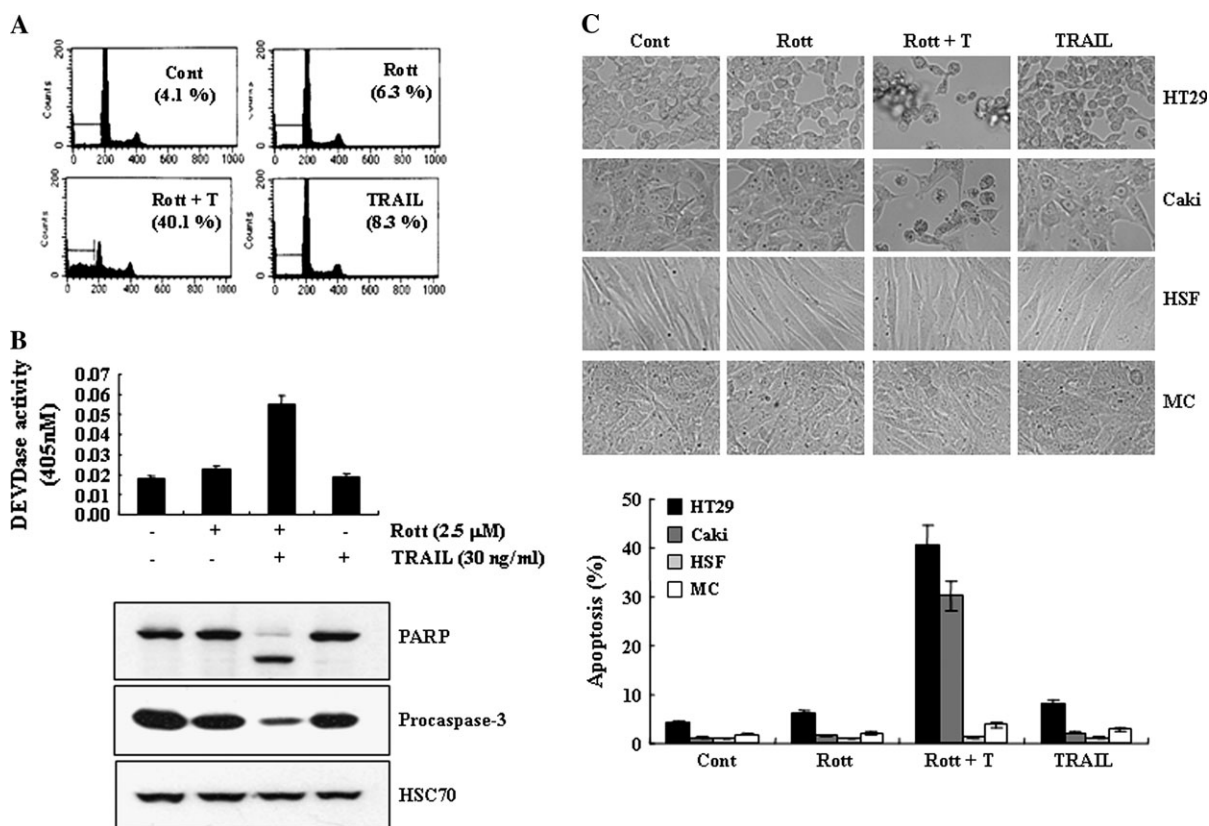 A
200
Counts
0
Cont
(4.1 %)
0 200 400 600 800 1000
200
Counts
0
Rott
(6.3 %)
0 200 400 600 800 1000
200
Counts
0
Rott + T
(40.1 %)
0 200 400 600 800 1000
200
Counts
0
TRAIL
(8.3 %)
0 200 400 600 800 1000
B
DEVDase activity
(405nM)
0.07
0.06
0.05
0.04
0.03
0.02
0.01
0.00
- + + - Rott (2.5 μM)
- - + + TRAIL (30 ng/ml)
PARP
Procaspase-3
HSC70
C
Cont Rott Rott + T TRAIL
HT29
Caki
HSF
MC
Apoptosis (%)
50
40
30
20
10
0
HT29
Caki
HSF
MC
Cont Rott Rott + T TRAIL